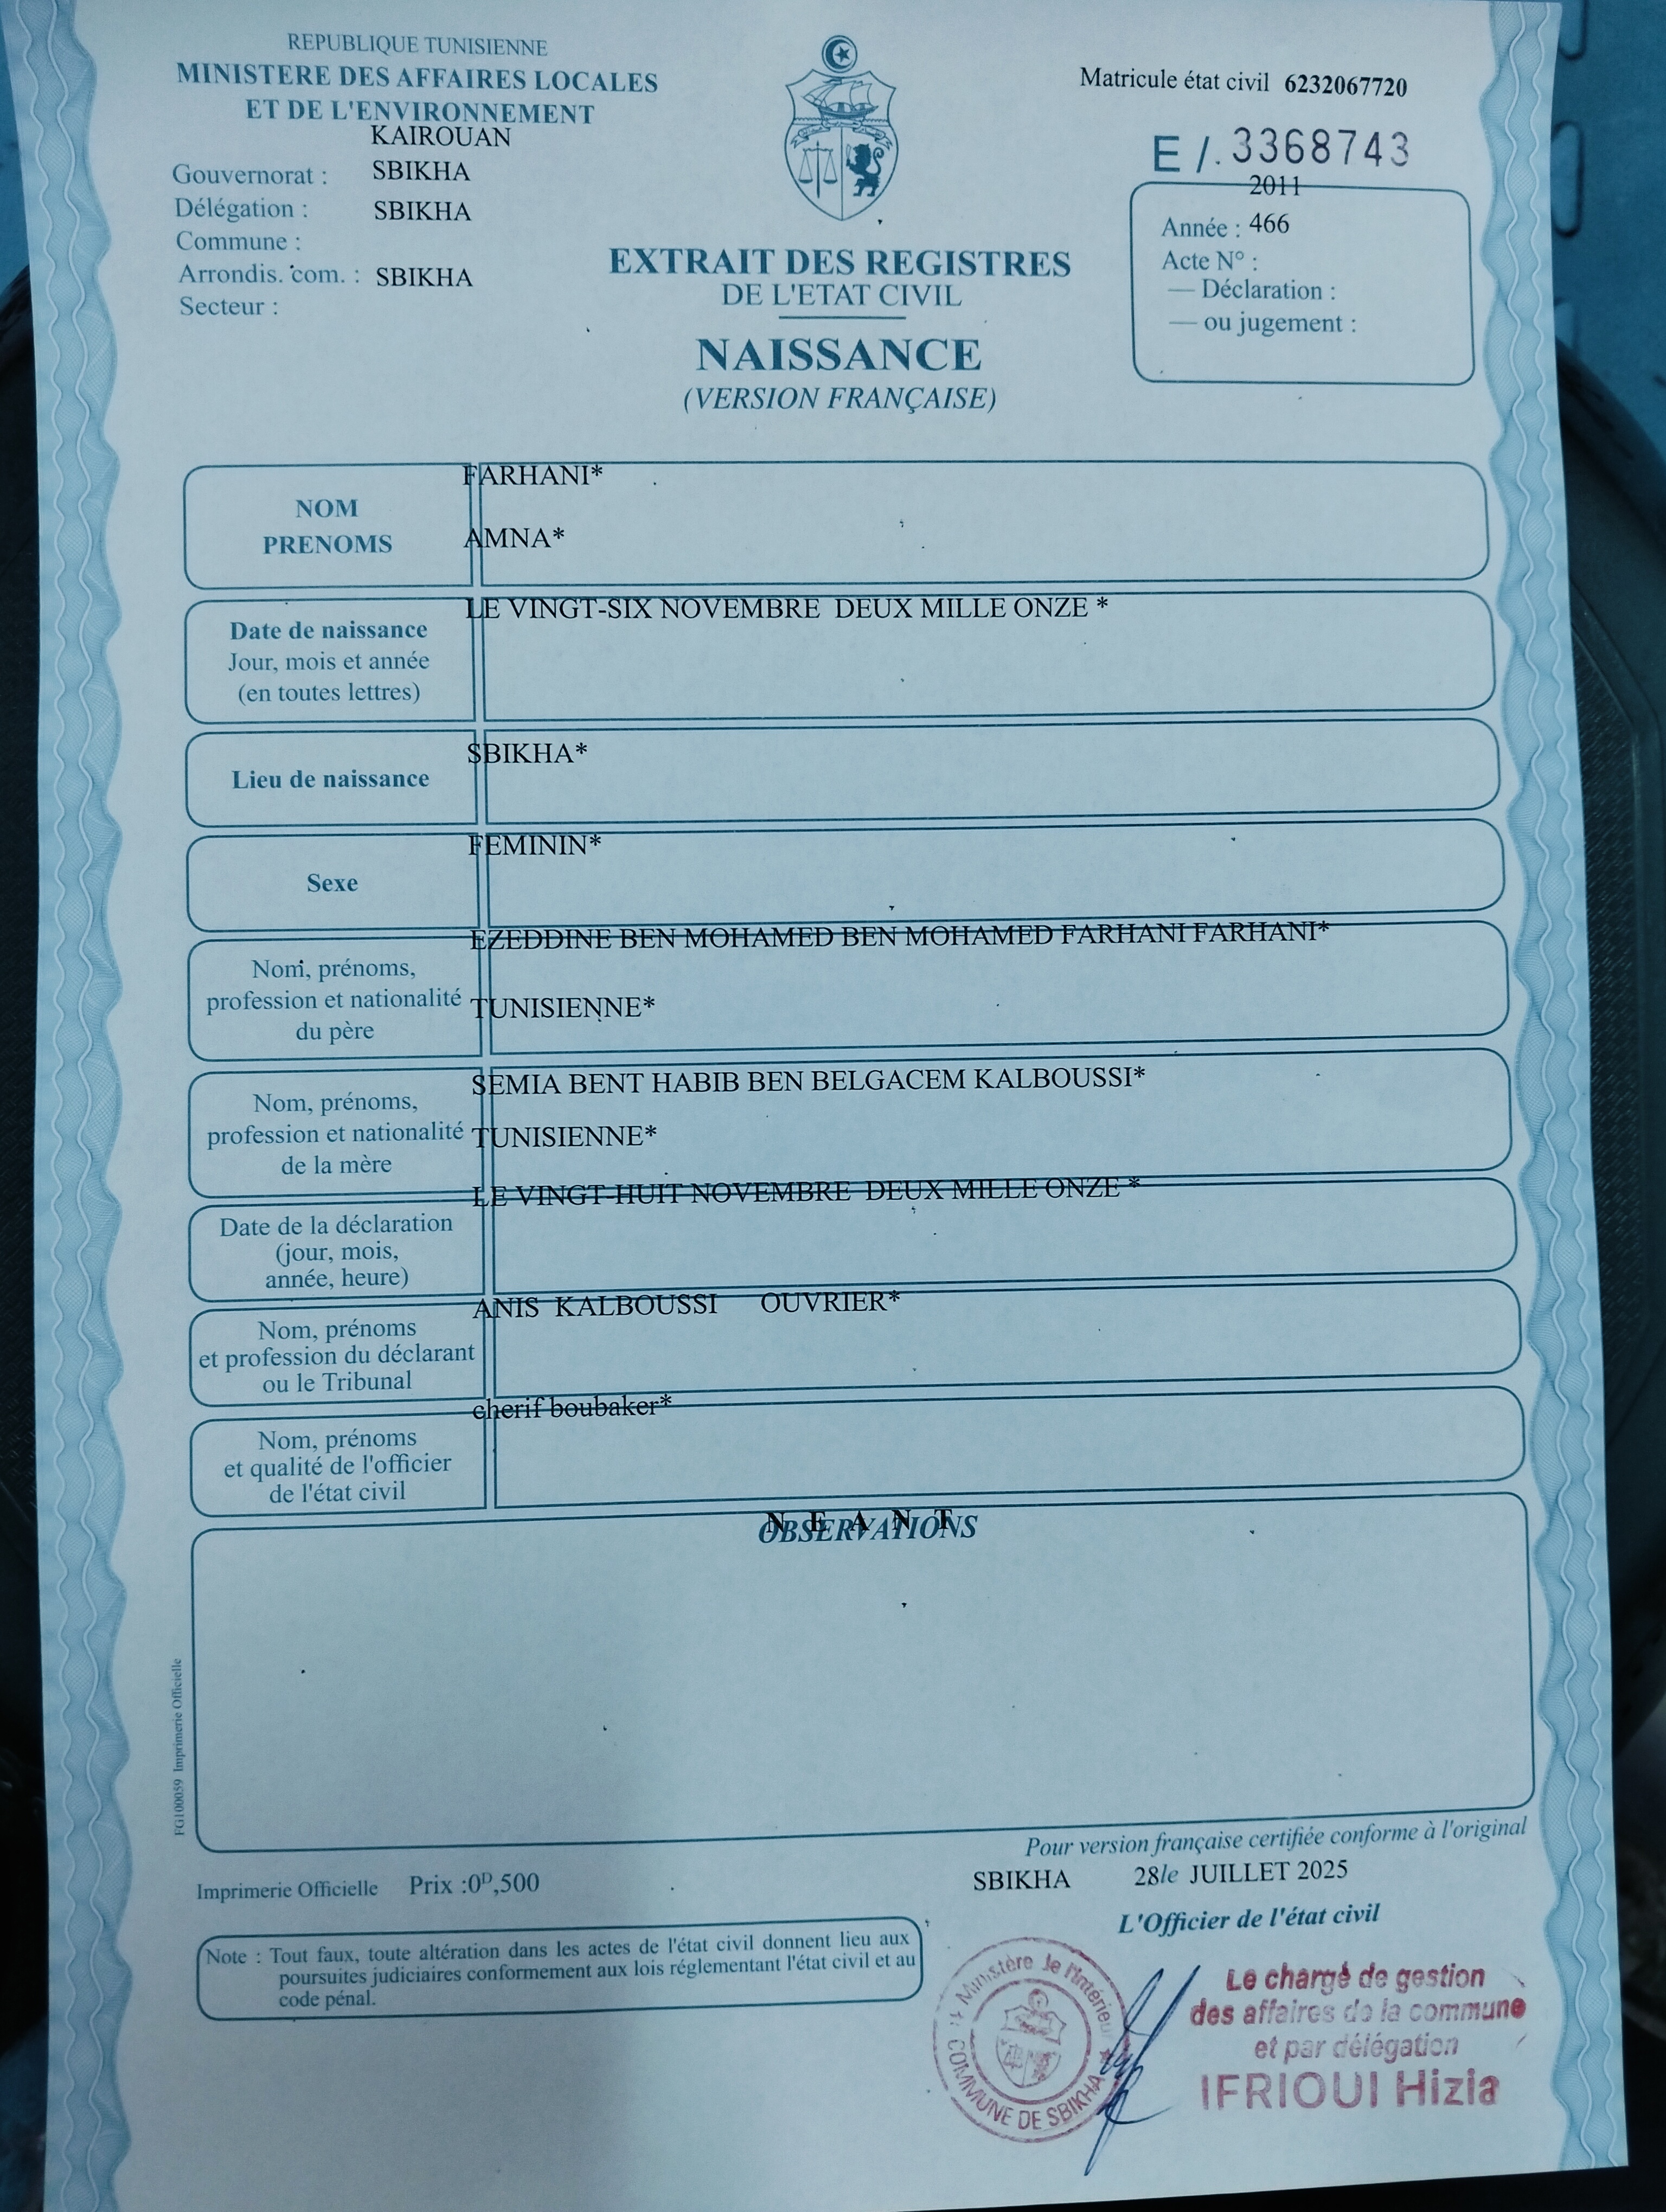 REPUBLIQUE TUNISIENNE
MINISTERE DES AFFAIRES LOCALES
ET DE L'ENVIRONNEMENT
KAIROUAN
Gouvernorat : SBIKHA
Délégation : SBIKHA
Commune :
Arrondis. com. : SBIKHA
Secteur :
Matricule état civil 6232067720
E /. 3368743
2011
Année : 466
Acte N° :
— Déclaration :
— ou jugement :
EXTRAIT DES REGISTRES
DE L'ETAT CIVIL
NAISSANCE
(VERSION FRANÇAISE)
NOM
PRENOMS
FARHANI*
AMNA*
Date de naissance
Jour, mois et année
(en toutes lettres)
LE VINGT-SIX NOVEMBRE DEUX MILLE ONZE *
Lieu de naissance
SBIKHA*
Sexe
FEMININ*
Nom, prénoms,
profession et nationalité
du père
EZEDDINE BEN MOHAMED BEN MOHAMED FARHANI FARHANI*
TUNISIENNE*
Nom, prénoms,
profession et nationalité
de la mère
SEMIA BENT HABIB BEN BELGACEM KALBOUSSI*
TUNISIENNE*
Date de la déclaration
(jour, mois,
année, heure)
LE VINGT-HUIT NOVEMBRE DEUX MILLE ONZE *
Nom, prénoms
et profession du déclarant
ou le Tribunal
ANIS KALBOUSSI OUVRIER*
Nom, prénoms
et qualité de l'officier
de l'état civil
cherif boubaker*
OBSERVATIONS
N E A N T
FG100059 Imprimerie Officielle
Pour version française certifiée conforme à l'original
SBIKHA 28le JUILLET 2025
L'Officier de l'état civil
Imprimerie Officielle Prix :0D,500
Note : Tout faux, toute altération dans les actes de l'état civil donnent lieu aux
poursuites judiciaires conformement aux lois réglementant l'état civil et au
code pénal.
Ministère de l'Intérieur
COMMUNE DE SBIKHA
Le chargé de gestion
des affaires de la commune
et par délégation
IFRIOUI Hizia